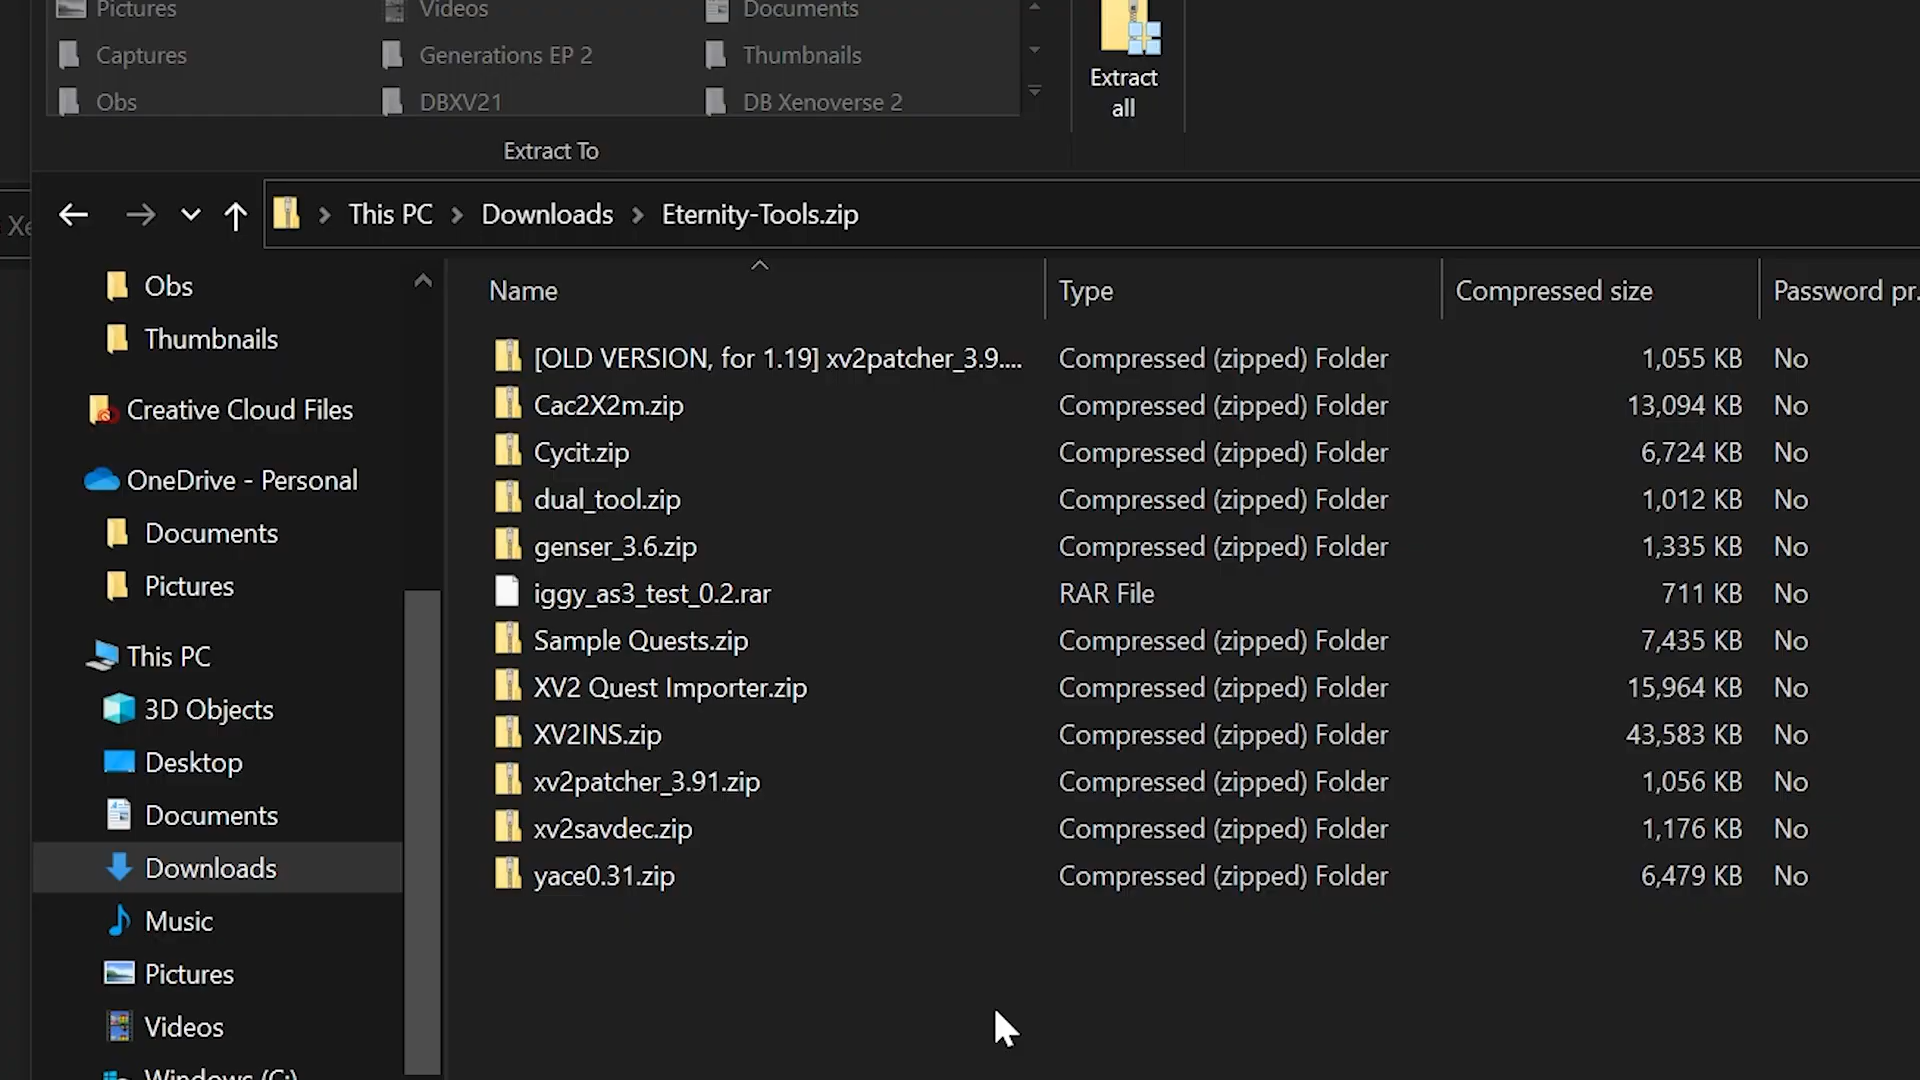 Pictures
Videos
Documents
Captures
Generations EP 2
Thumbnails
Obs
DBXV21
DB Xenoverse 2
Extract
all
Extract To
Xe
This PC
Downloads
Eternity-Tools.zip
Obs
Thumbnails
Creative Cloud Files
OneDrive - Personal
Documents
Pictures
This PC
3D Objects
Desktop
Documents
Downloads
Music
Pictures
Videos
Windows (C:)
Name Type Compressed size Password pr...
[OLD VERSION, for 1.19] xv2patcher_3.9.... Compressed (zipped) Folder 1,055 KB No
Cac2X2m.zip Compressed (zipped) Folder 13,094 KB No
Cycit.zip Compressed (zipped) Folder 6,724 KB No
dual_tool.zip Compressed (zipped) Folder 1,012 KB No
genser_3.6.zip Compressed (zipped) Folder 1,335 KB No
iggy_as3_test_0.2.rar RAR File 711 KB No
Sample Quests.zip Compressed (zipped) Folder 7,435 KB No
XV2 Quest Importer.zip Compressed (zipped) Folder 15,964 KB No
XV2INS.zip Compressed (zipped) Folder 43,583 KB No
xv2patcher_3.91.zip Compressed (zipped) Folder 1,056 KB No
xv2savdec.zip Compressed (zipped) Folder 1,176 KB No
yace0.31.zip Compressed (zipped) Folder 6,479 KB No